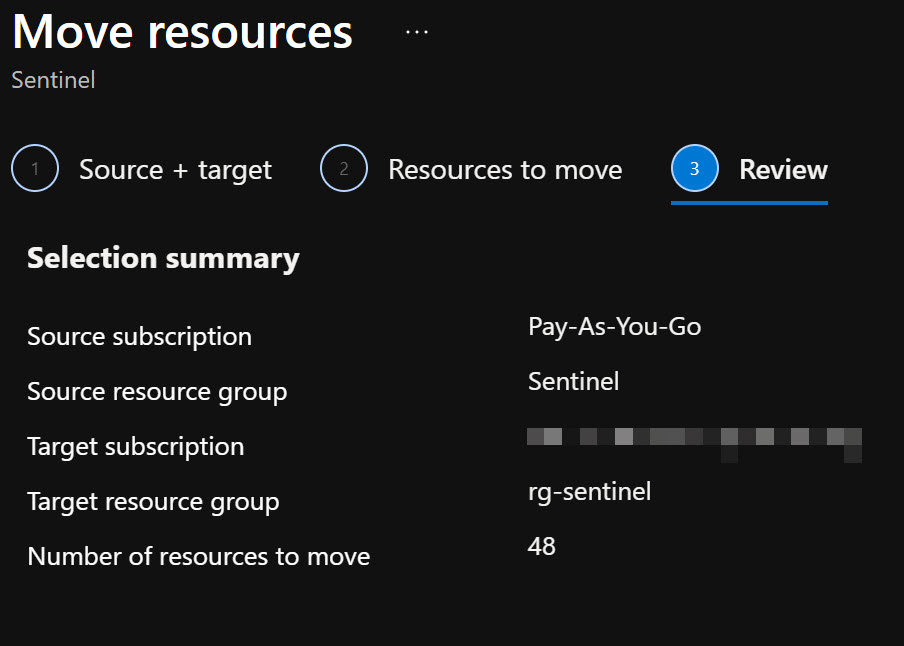 Move resources ...
Sentinel
1 Source + target 2 Resources to move 3 Review
Selection summary
Source subscription Pay-As-You-Go
Source resource group Sentinel
Target subscription
Target resource group rg-sentinel
Number of resources to move 48